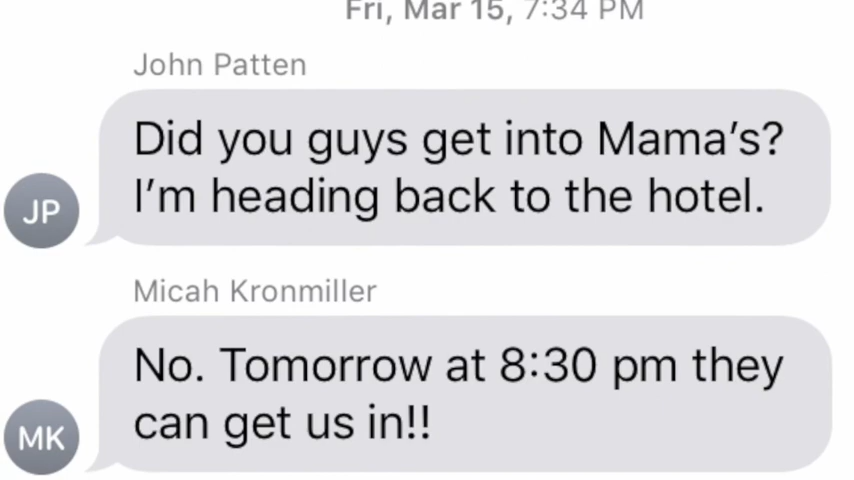 Fri, Mar 15, 7:34 PM
John Patten
Did you guys get into Mama's?
I'm heading back to the hotel.
JP
Micah Kronmiller
No. Tomorrow at 8:30 pm they
can get us in!!
MK